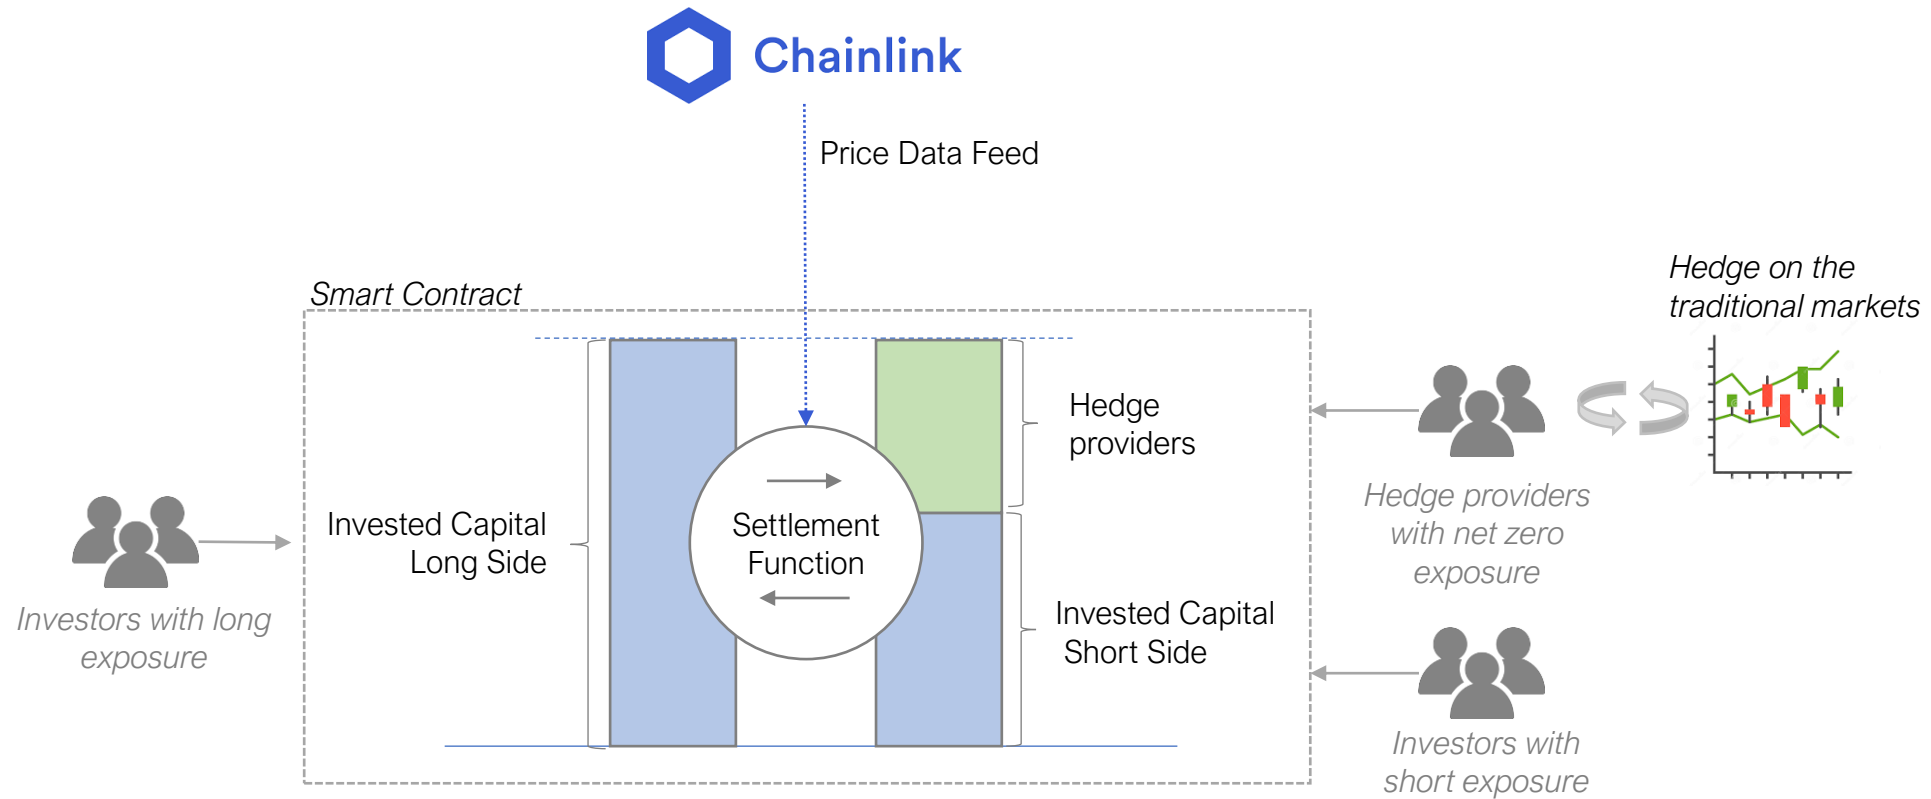 Chainlink
Price Data Feed
Smart Contract
Hedge on the
traditional markets
Hedge
providers
Invested Capital
Long Side
Settlement
Function
Hedge providers
with net zero
exposure
Investors with long
exposure
Invested Capital
Short Side
Investors with
short exposure